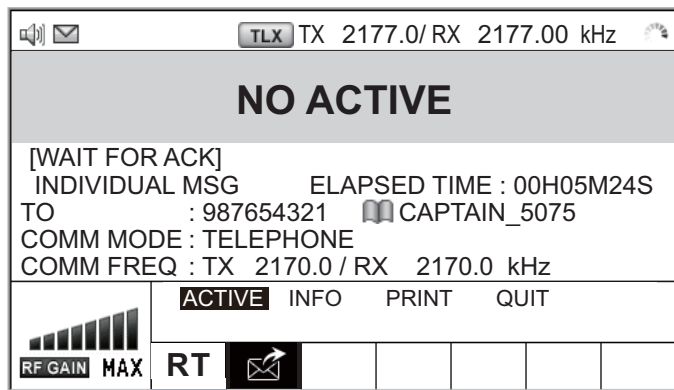 TLX TX 2177.0/ RX 2177.00 kHz
NO ACTIVE
[WAIT FOR ACK]
INDIVIDUAL MSG ELAPSED TIME : 00H05M24S
TO : 987654321 CAPTAIN_5075
COMM MODE : TELEPHONE
COMM FREQ : TX 2170.0 / RX 2170.0 kHz
ACTIVE INFO PRINT QUIT
RF GAIN MAX RT